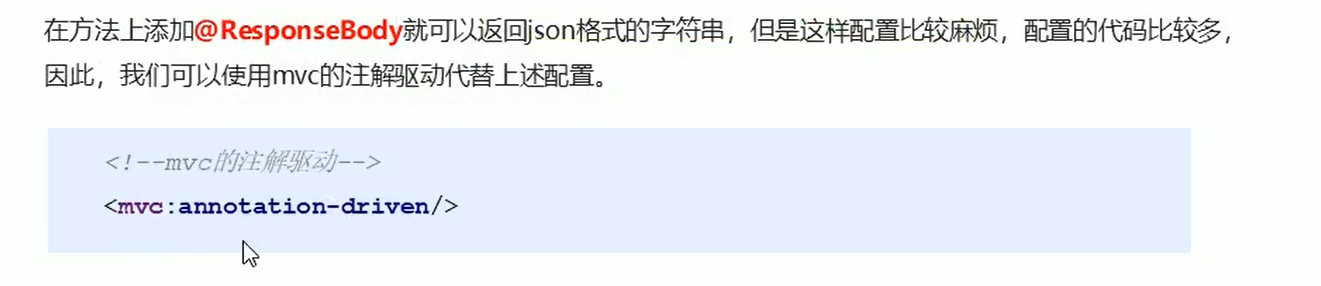 在方法上添加@ResponseBody就可以返回json格式的字符串，但是这样配置比较麻烦，配置的代码比较多，
因此，我们可以使用mvc的注解驱动代替上述配置。
<!--mvc的注解驱动-->
<mvc:annotation-driven/>